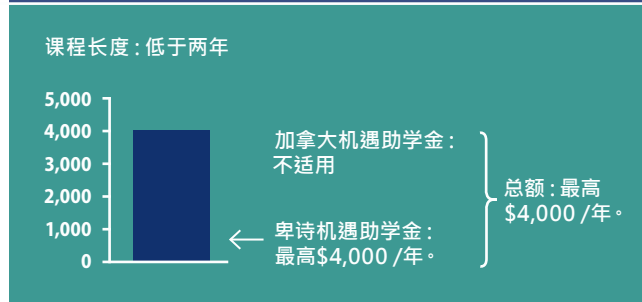 课程长度：低于两年
5,000
4,000
3,000
2,000
1,000
0
加拿大机遇助学金：
不适用
卑诗机遇助学金：
最高$4,000 /年。
总额：最高
$4,000 /年。